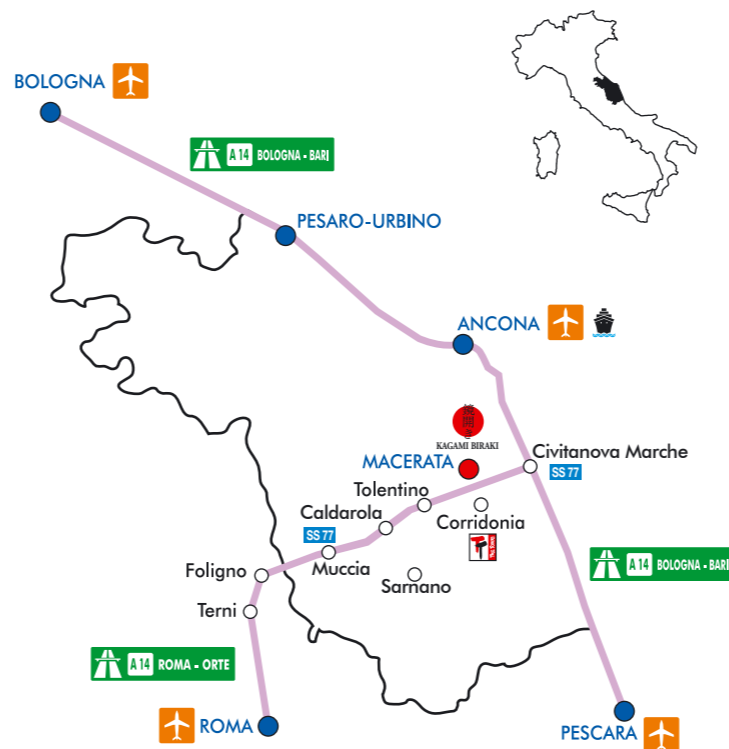 BOLOGNA
A 14 BOLOGNA - BARI
PESARO-URBINO
ANCONA
KAGAMI BIRAKI
MACERATA
Civitanova Marche
SS 77
Tolentino
Caldarola
Corridonia
SS 77
Muccia
Foligno
Sarnano
A 14 BOLOGNA - BARI
Terni
A 14 ROMA - ORTE
ROMA
PESCARA